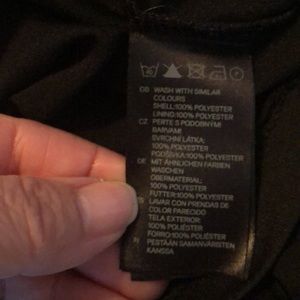 GB WASH WITH SIMILAR
COLOURS
SHELL:100% POLYESTER
LINING:100% POLYESTER
CZ PERTE S PODOBNÝMI
BARVAMI
SVRCHNÍ LÁTKA:
100% POLYESTER
PODŠÍVKA:100% POLYESTER
DE MIT ÄHNLICHEN FARBEN
WASCHEN
OBERMATERIAL:
100% POLYESTER
FUTTER:100% POLYESTER
ES LAVAR CON PRENDAS DE
COLOR PARECIDO
TELA EXTERIOR:
100% POLIÉSTER
FORRO:100% POLIÉSTER
FI PESTÄÄN SAMANVÄRISTEN
KANSSA